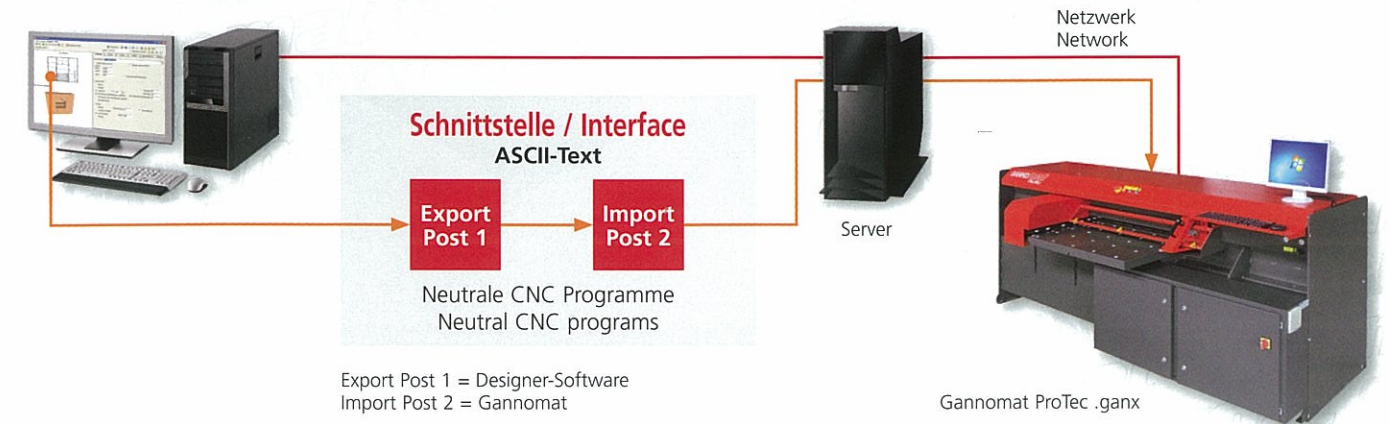 Netzwerk
Network
Schnittstelle / Interface
ASCII-Text
Export
Post 1
Import
Post 2
Server
Neutrale CNC Programme
Neutral CNC programs
Export Post 1 = Designer-Software
Import Post 2 = Gannomat
Gannomat ProTec .ganx